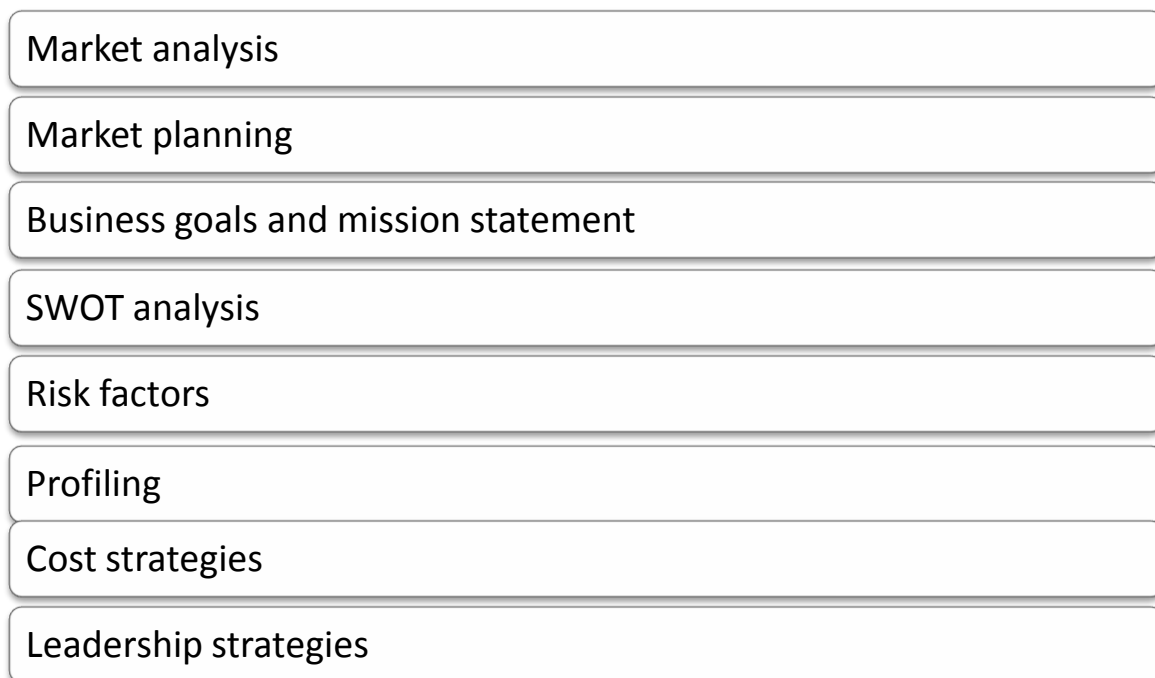 Market analysis
Market planning
Business goals and mission statement
SWOT analysis
Risk factors
Profiling
Cost strategies
Leadership strategies